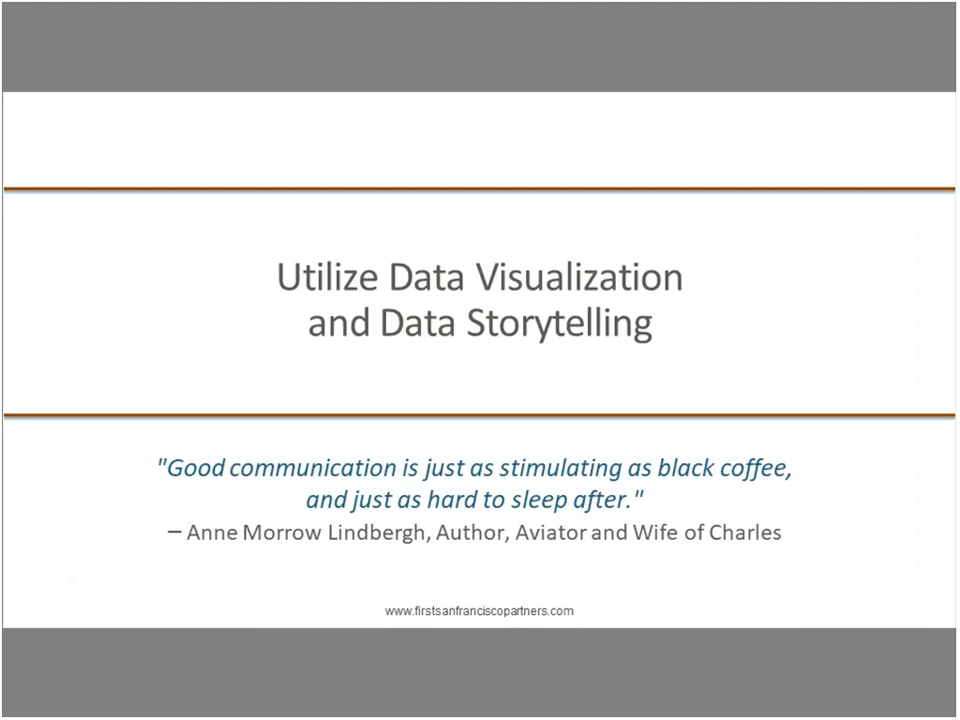 Utilize Data Visualization
and Data Storytelling
"Good communication is just as stimulating as black coffee,
and just as hard to sleep after."
– Anne Morrow Lindbergh, Author, Aviator and Wife of Charles
www.firstsanfranciscopartners.com